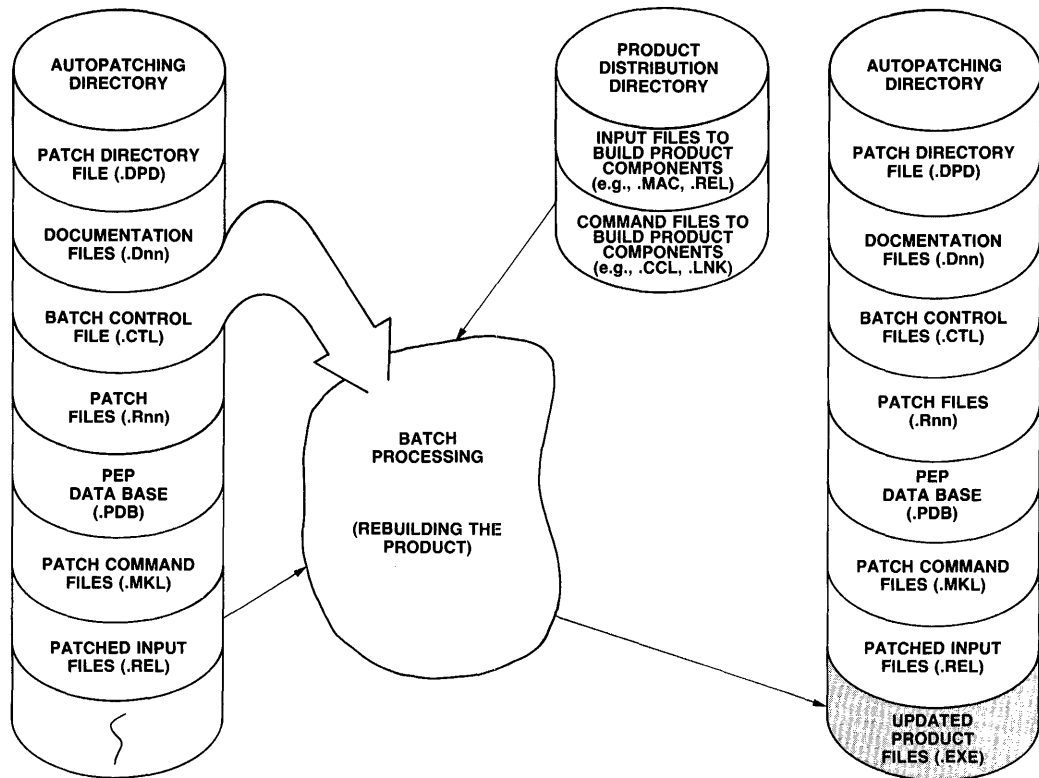 AUTOPATCHING
DIRECTORY
PATCH DIRECTORY
FILE (.DPD)
DOCUMENTATION
FILES (.Dnn)
BATCH CONTROL
FILE (.CTL)
PATCH
FILES (.Rnn)
PEP
DATA BASE
(.PDB)
PATCH COMMAND
FILES (.MKL)
PATCHED INPUT
FILES (.REL)
PRODUCT
DISTRIBUTION
DIRECTORY
INPUT FILES TO
BUILD PRODUCT
COMPONENTS
(e.g., .MAC, .REL)
COMMAND FILES TO
BUILD PRODUCT
COMPONENTS
(e.g., .CCL, .LNK)
BATCH
PROCESSING
(REBUILDING THE
PRODUCT)
AUTOPATCHING
DIRECTORY
PATCH DIRECTORY
FILE (.DPD)
DOCMENTATION
FILES (.Dnn)
BATCH CONTROL
FILES (.CTL)
PATCH FILES
(.Rnn)
PEP
DATA BASE
(.PDB)
PATCH COMMAND
FILES (.MKL)
PATCHED INPUT
FILES (.REL)
UPDATED
PRODUCT
FILES (.EXE)